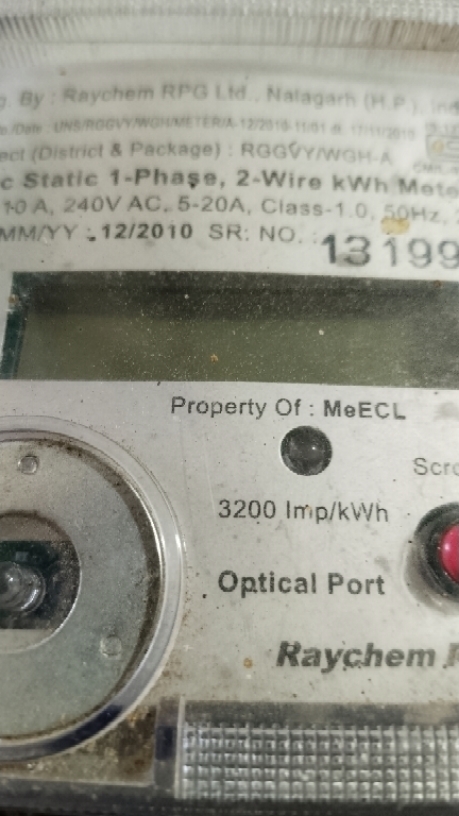 g. By : Raychem RPG Ltd., Nalagarh (H.P.), Ind
ect (District & Package) : RGGVY/WGH-A
c Static 1-Phase, 2-Wire kWh Mete
10 A, 240V AC, 5-20A, Class-1.0, 50Hz,
MM/YY : 12/2010 SR: NO. : 13199
Property Of : MeECL
Scro
3200 Imp/kWh
Optical Port
Raychem R